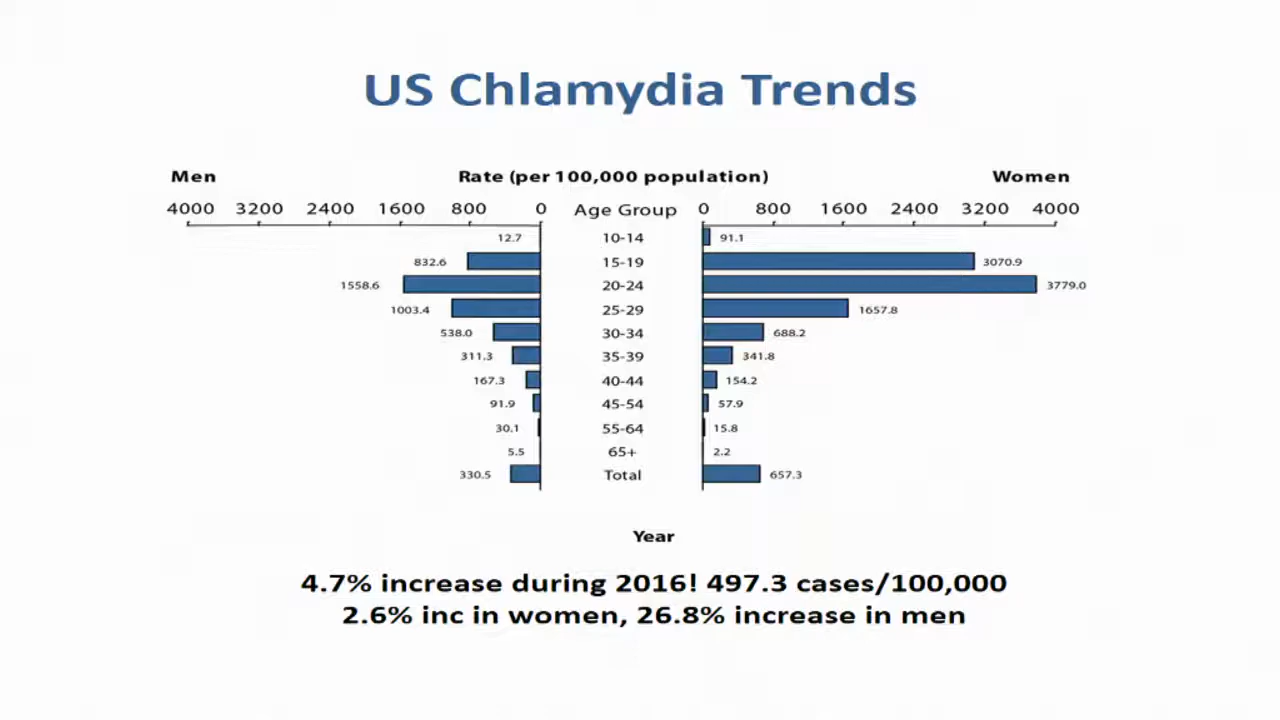 US Chlamydia Trends
Men Rate (per 100,000 population) Women
4000 3200 2400 1600 800 0 Age Group 0 800 1600 2400 3200 4000
12.7 10-14 91.1
832.6 15-19 3070.9
1558.6 20-24 3779.0
1003.4 25-29 1657.8
538.0 30-34 688.2
311.3 35-39 341.8
167.3 40-44 154.2
91.9 45-54 57.9
30.1 55-64 15.8
5.5 65+ 2.2
330.5 Total 657.3
Year
4.7% increase during 2016! 497.3 cases/100,000
2.6% inc in women, 26.8% increase in men